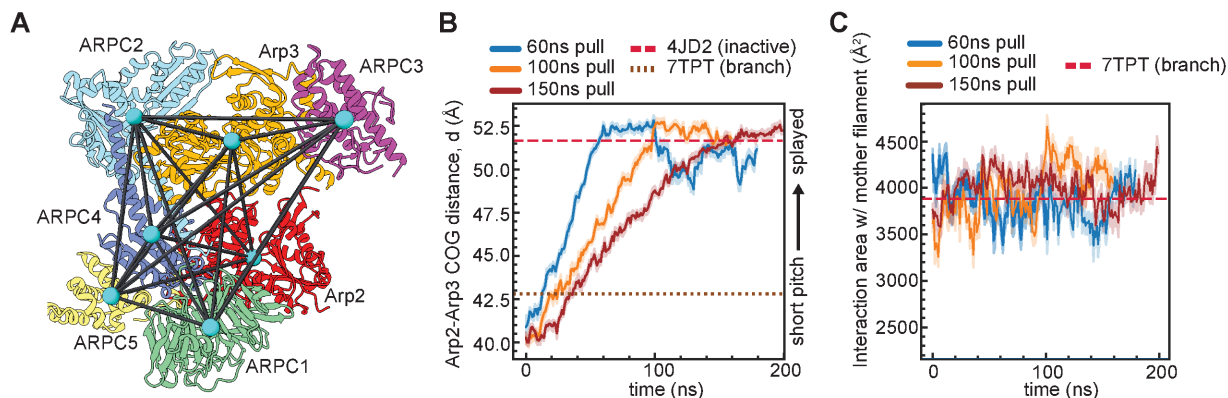 A
ARPC2
Arp3
ARPC3
ARPC4
ARPC5
Arp2
ARPC1
B
60ns pull
100ns pull
150ns pull
4JD2 (inactive)
7TPT (branch)
Arp2-Arp3 COG distance, d (Å)
52.5
50.0
47.5
45.0
42.5
40.0
0
100
200
time (ns)
short pitch
splayed
C
60ns pull
100ns pull
150ns pull
7TPT (branch)
Interaction area w/ mother filament (Å²)
4500
4000
3500
3000
2500
0
100
200
time (ns)